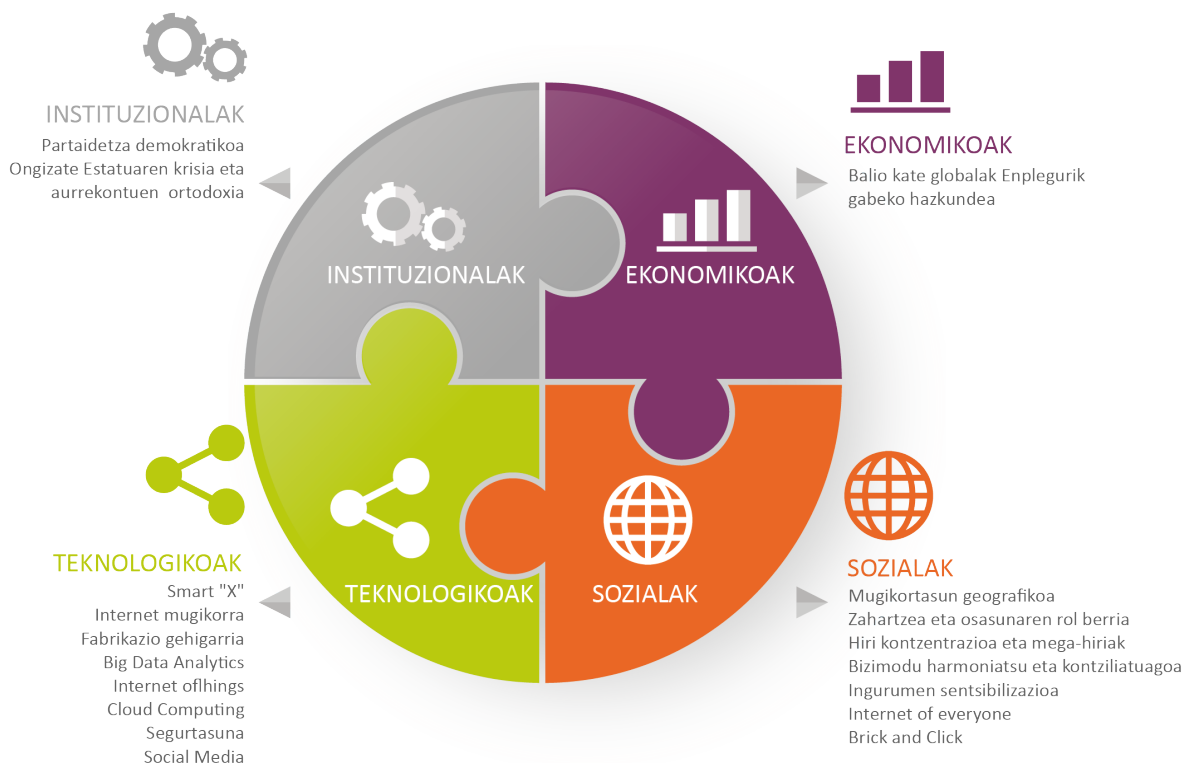 INSTITUZIONALAK
Partaidetza demokratikoa
Ongizate Estatuaren krisia eta
aurrekontuen ortodoxia
EKONOMIKOAK
Balio kate globalak Enplegurik
gabeko hazkundea
INSTITUZIONALAK
EKONOMIKOAK
TEKNOLOGIKOAK
SOZIALAK
TEKNOLOGIKOAK
Smart "X"
Internet mugikorra
Fabrikazio gehigarria
Big Data Analytics
Internet oflhings
Cloud Computing
Segurtasuna
Social Media
SOZIALAK
Mugikortasun geografikoa
Zahartzea eta osasunaren rol berria
Hiri kontzentrazioa eta mega-hiriak
Bizimodu harmoniatsu eta kontziliatuagoa
Ingurumen sentsibilizazioa
Internet of everyone
Brick and Click